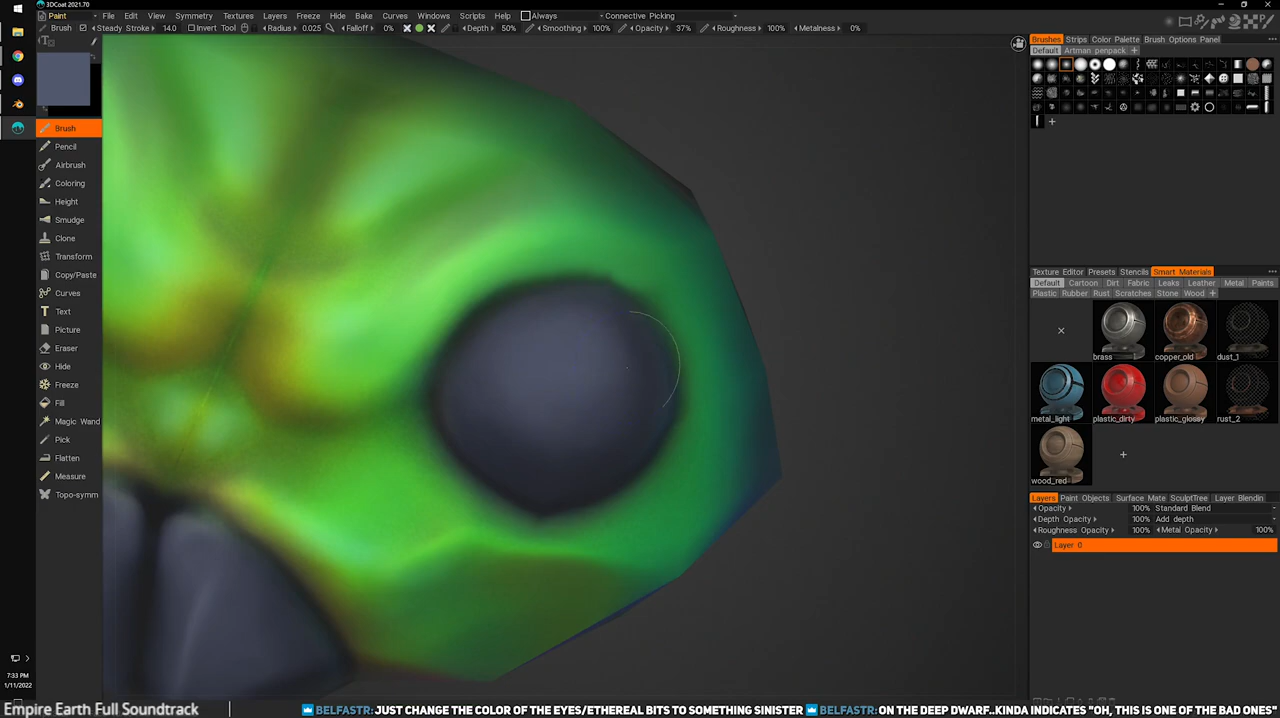 3DCoat 2021.70
Paint File Edit View Symmetry Textures Layers Freeze Hide Bake Curves Windows Scripts Help Always Connective Picking
Brush Steady Stroke 14.0 Invert Tool Radius 0.025 Falloff 0% Depth 50% Smoothing 100% Opacity 37% Roughness 100% Metalness 0%
Brush
Pencil
Airbrush
Coloring
Height
Smudge
Clone
Transform
Copy/Paste
Curves
Text
Picture
Eraser
Hide
Freeze
Fill
Magic Wand
Pick
Flatten
Measure
Topo-symm
Brushes Strips Color Palette Brush Options Panel
Default Artman penpack
Texture Editor Presets Stencils Smart Materials
Default Cartoon Dirt Fabric Leaks Leather Metal Paints
Plastic Rubber Rust Scratches Stone Wood
brass copper_old dust_1
metal_light plastic_dirty plastic_glossy rust_2
wood_red
Layers Paint Objects Surface Mate SculptTree Layer Blendin
Opacity 100% Standard Blend
Depth Opacity 100% Add depth
Roughness Opacity 100% Metal Opacity 100%
Layer 0
7:33 PM
1/11/2022
Empire Earth Full Soundtrack
BELFASTR: JUST CHANGE THE COLOR OF THE EYES/ETHEREAL BITS TO SOMETHING SINISTER BELFASTR: ON THE DEEP DWARF..KINDA INDICATES "OH, THIS IS ONE OF THE BAD ONES"